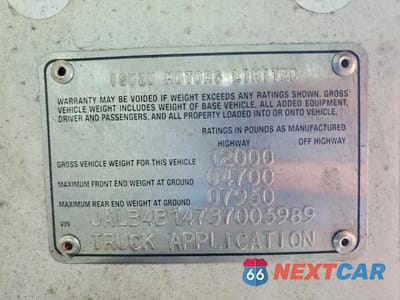 ISUZU MOTORS LIMITED
WARRANTY MAY BE VOIDED IF WEIGHT EXCEEDS ANY RATINGS SHOWN. GROSS
VEHICLE WEIGHT INCLUDES WEIGHT OF BASE VEHICLE, ALL ADDED EQUIPMENT,
DRIVER AND PASSENGERS, AND ALL PROPERTY LOADED INTO OR ONTO VEHICLE.
RATINGS IN POUNDS AS MANUFACTURED
HIGHWAY OFF HIGHWAY
GROSS VEHICLE WEIGHT FOR THIS VEHICLE 12000
MAXIMUM FRONT END WEIGHT AT GROUND 04700
MAXIMUM REAR END WEIGHT AT GROUND 07950
VIN JALB4B14737005989
TRUCK APPLICATION
66 NEXTCAR